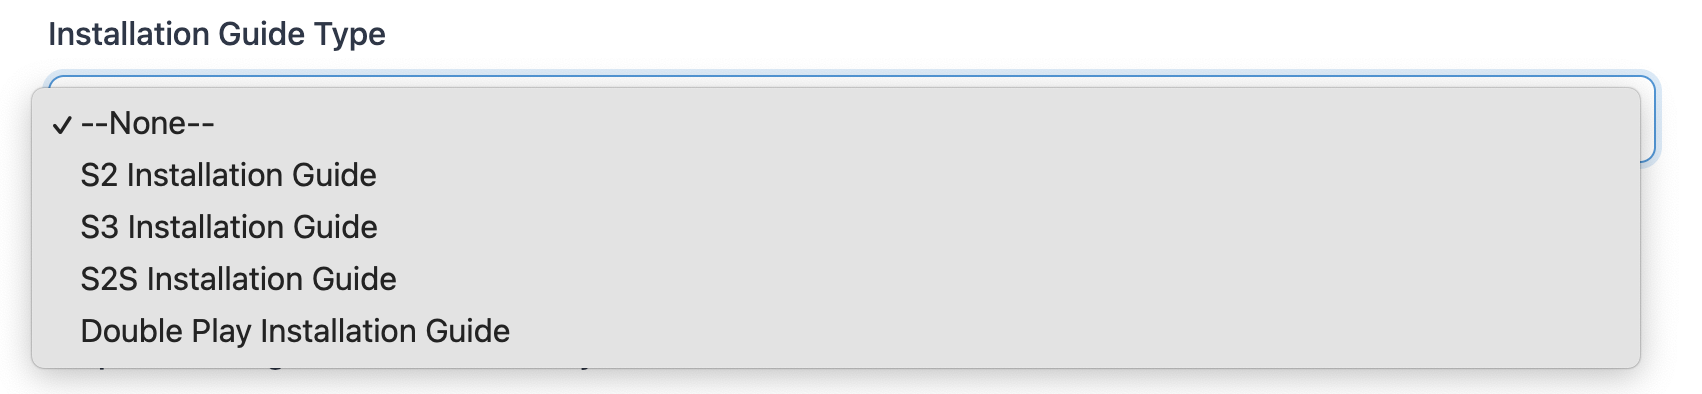 Installation Guide Type
✓ --None--
S2 Installation Guide
S3 Installation Guide
S2S Installation Guide
Double Play Installation Guide